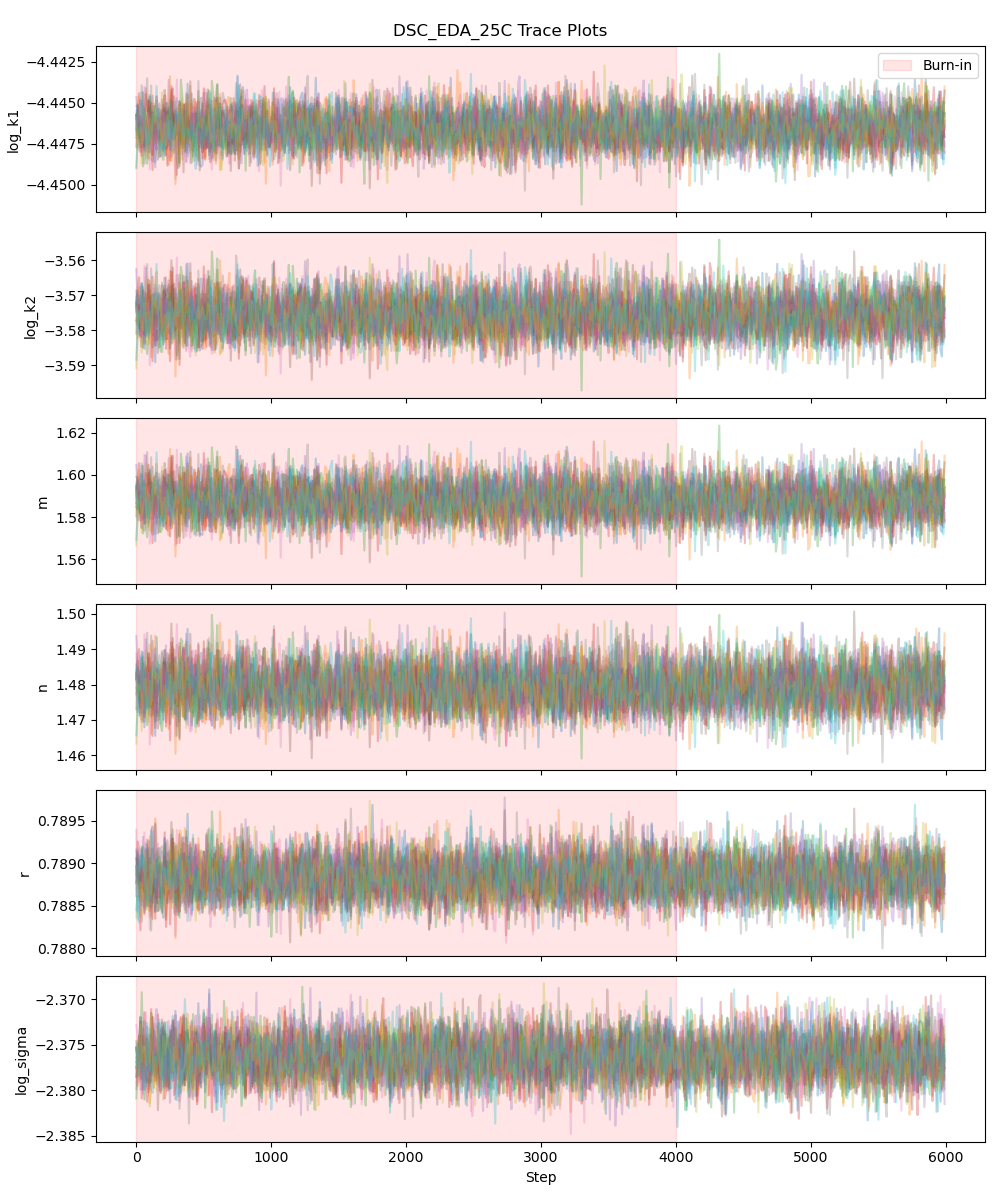 DSC_EDA_25C Trace Plots
Burn-in
log_k1
−4.4425
−4.4450
−4.4475
−4.4500
log_k2
−3.56
−3.57
−3.58
−3.59
m
1.62
1.60
1.58
1.56
n
1.50
1.49
1.48
1.47
1.46
r
0.7895
0.7890
0.7885
0.7880
log_sigma
−2.370
−2.375
−2.380
−2.385
0 1000 2000 3000 4000 5000 6000
Step